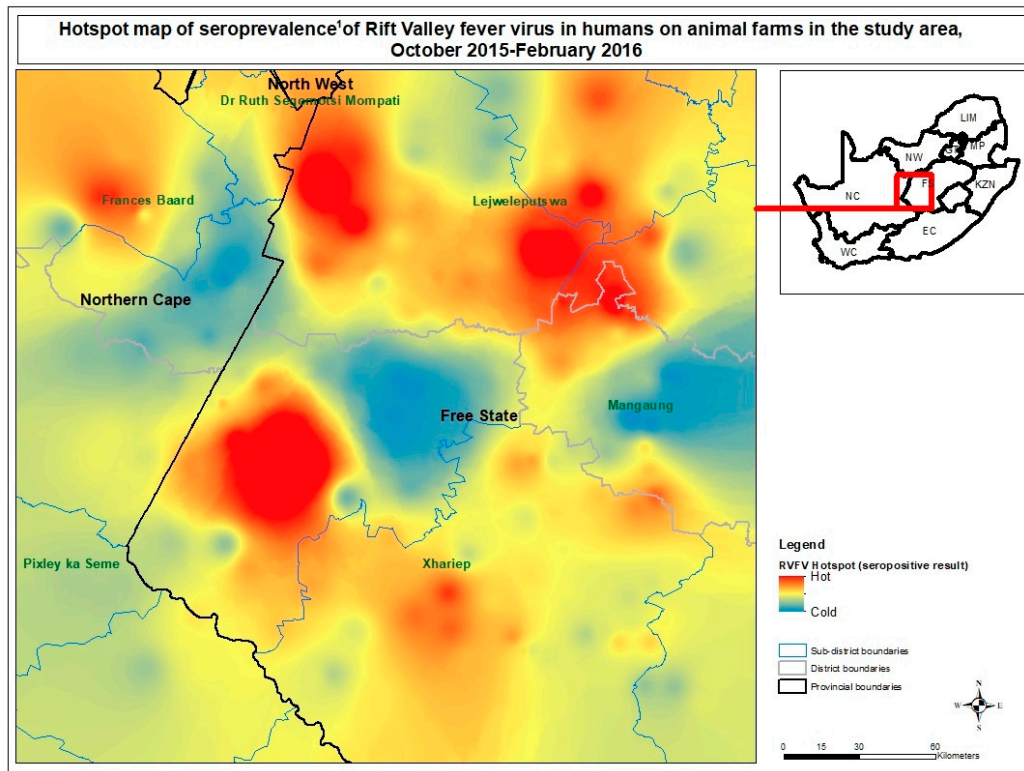 Hotspot map of seroprevalence¹of Rift Valley fever virus in humans on animal farms in the study area,
October 2015-February 2016
North West
Dr Ruth Segomotsi Mompati
Frances Baard
Lejweleputswa
Northern Cape
Free State
Mangaung
Pixley ka Seme
Xhariep
LIM
NW
MP
FS
KZN
NC
EC
WC
Legend
RVFV Hotspot (seropositive result)
Hot
Cold
Sub-district boundaries
District boundaries
Provincial boundaries
N
W E
S
0 15 30 60
Kilometers